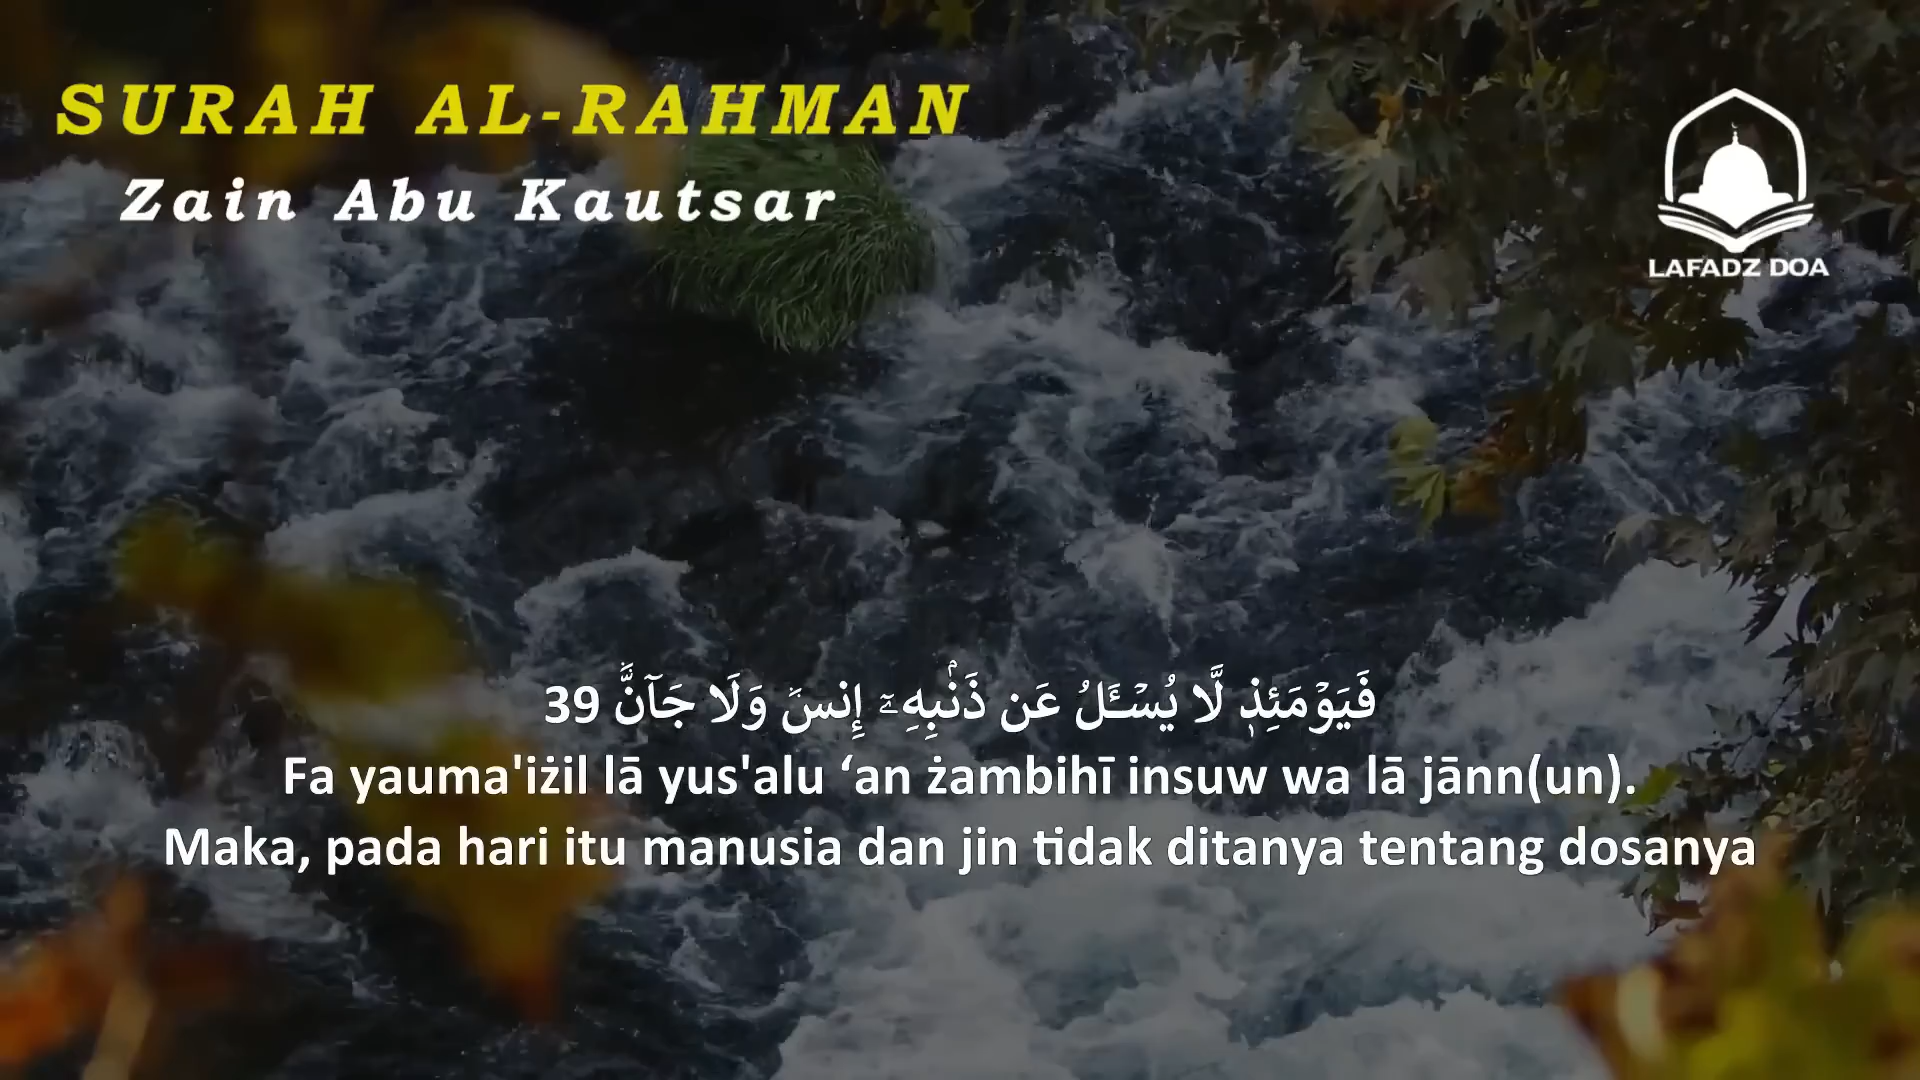 SURAH AL-RAHMAN
Zain Abu Kautsar
LAFADZ DOA
فَيَوْمَئِذٍ لَّا يُسْـَٔلُ عَن ذَنۢبِهِۦٓ إِنسٌ وَلَا جَآنٌّ 39
Fa yauma'iżil lā yus'alu ‘an żambihī insuw wa lā jānn(un).
Maka, pada hari itu manusia dan jin tidak ditanya tentang dosanya